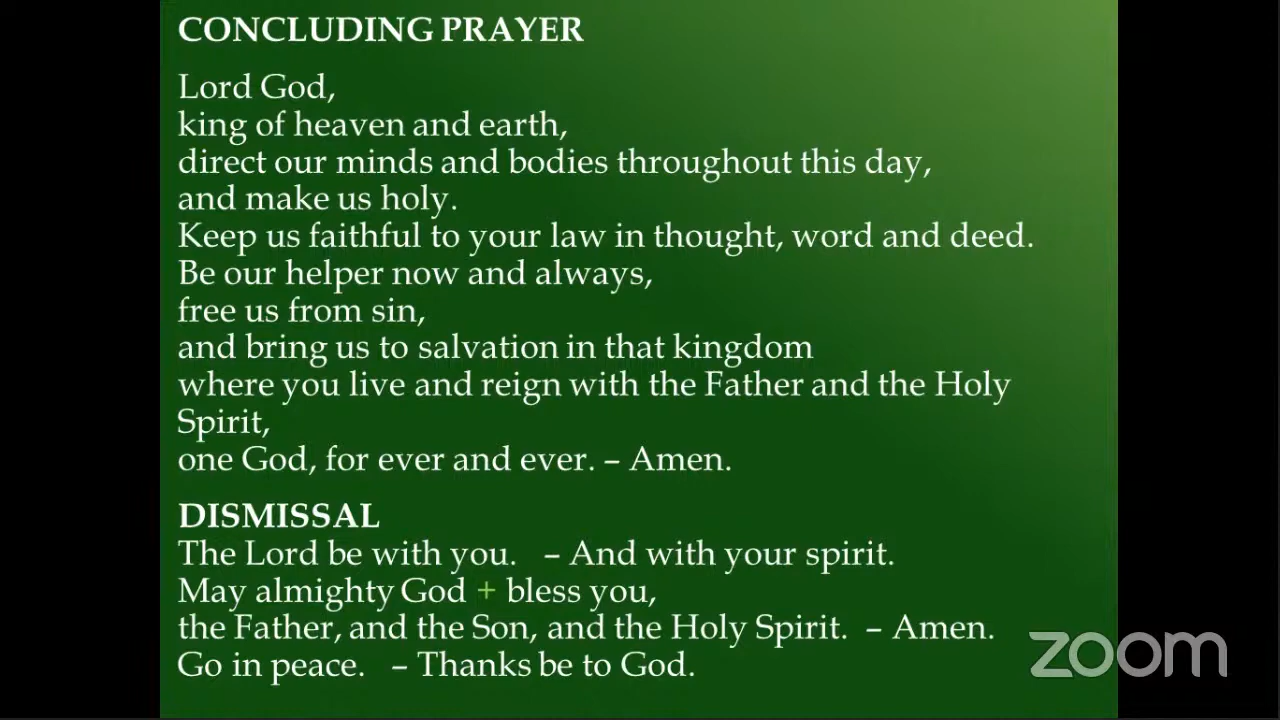 CONCLUDING PRAYER
Lord God,
king of heaven and earth,
direct our minds and bodies throughout this day,
and make us holy.
Keep us faithful to your law in thought, word and deed.
Be our helper now and always,
free us from sin,
and bring us to salvation in that kingdom
where you live and reign with the Father and the Holy
Spirit,
one God, for ever and ever. – Amen.
DISMISSAL
The Lord be with you. – And with your spirit.
May almighty God + bless you,
the Father, and the Son, and the Holy Spirit. – Amen.
Go in peace. – Thanks be to God.
zoom